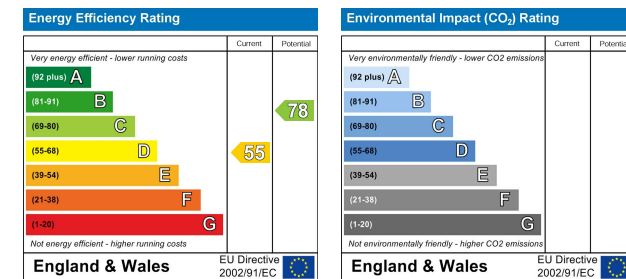 Energy Efficiency Rating
Current Potential
Very energy efficient - lower running costs
(92 plus) A
(81-91) B
(69-80) C
(55-68) D
(39-54) E
(21-38) F
(1-20) G
78
55
Not energy efficient - higher running costs
England & Wales
EU Directive
2002/91/EC
Environmental Impact (CO₂) Rating
Current Potential
Very environmentally friendly - lower CO2 emissions
(92 plus) A
(81-91) B
(69-80) C
(55-68) D
(39-54) E
(21-38) F
(1-20) G
Not environmentally friendly - higher CO2 emissions
England & Wales
EU Directive
2002/91/EC